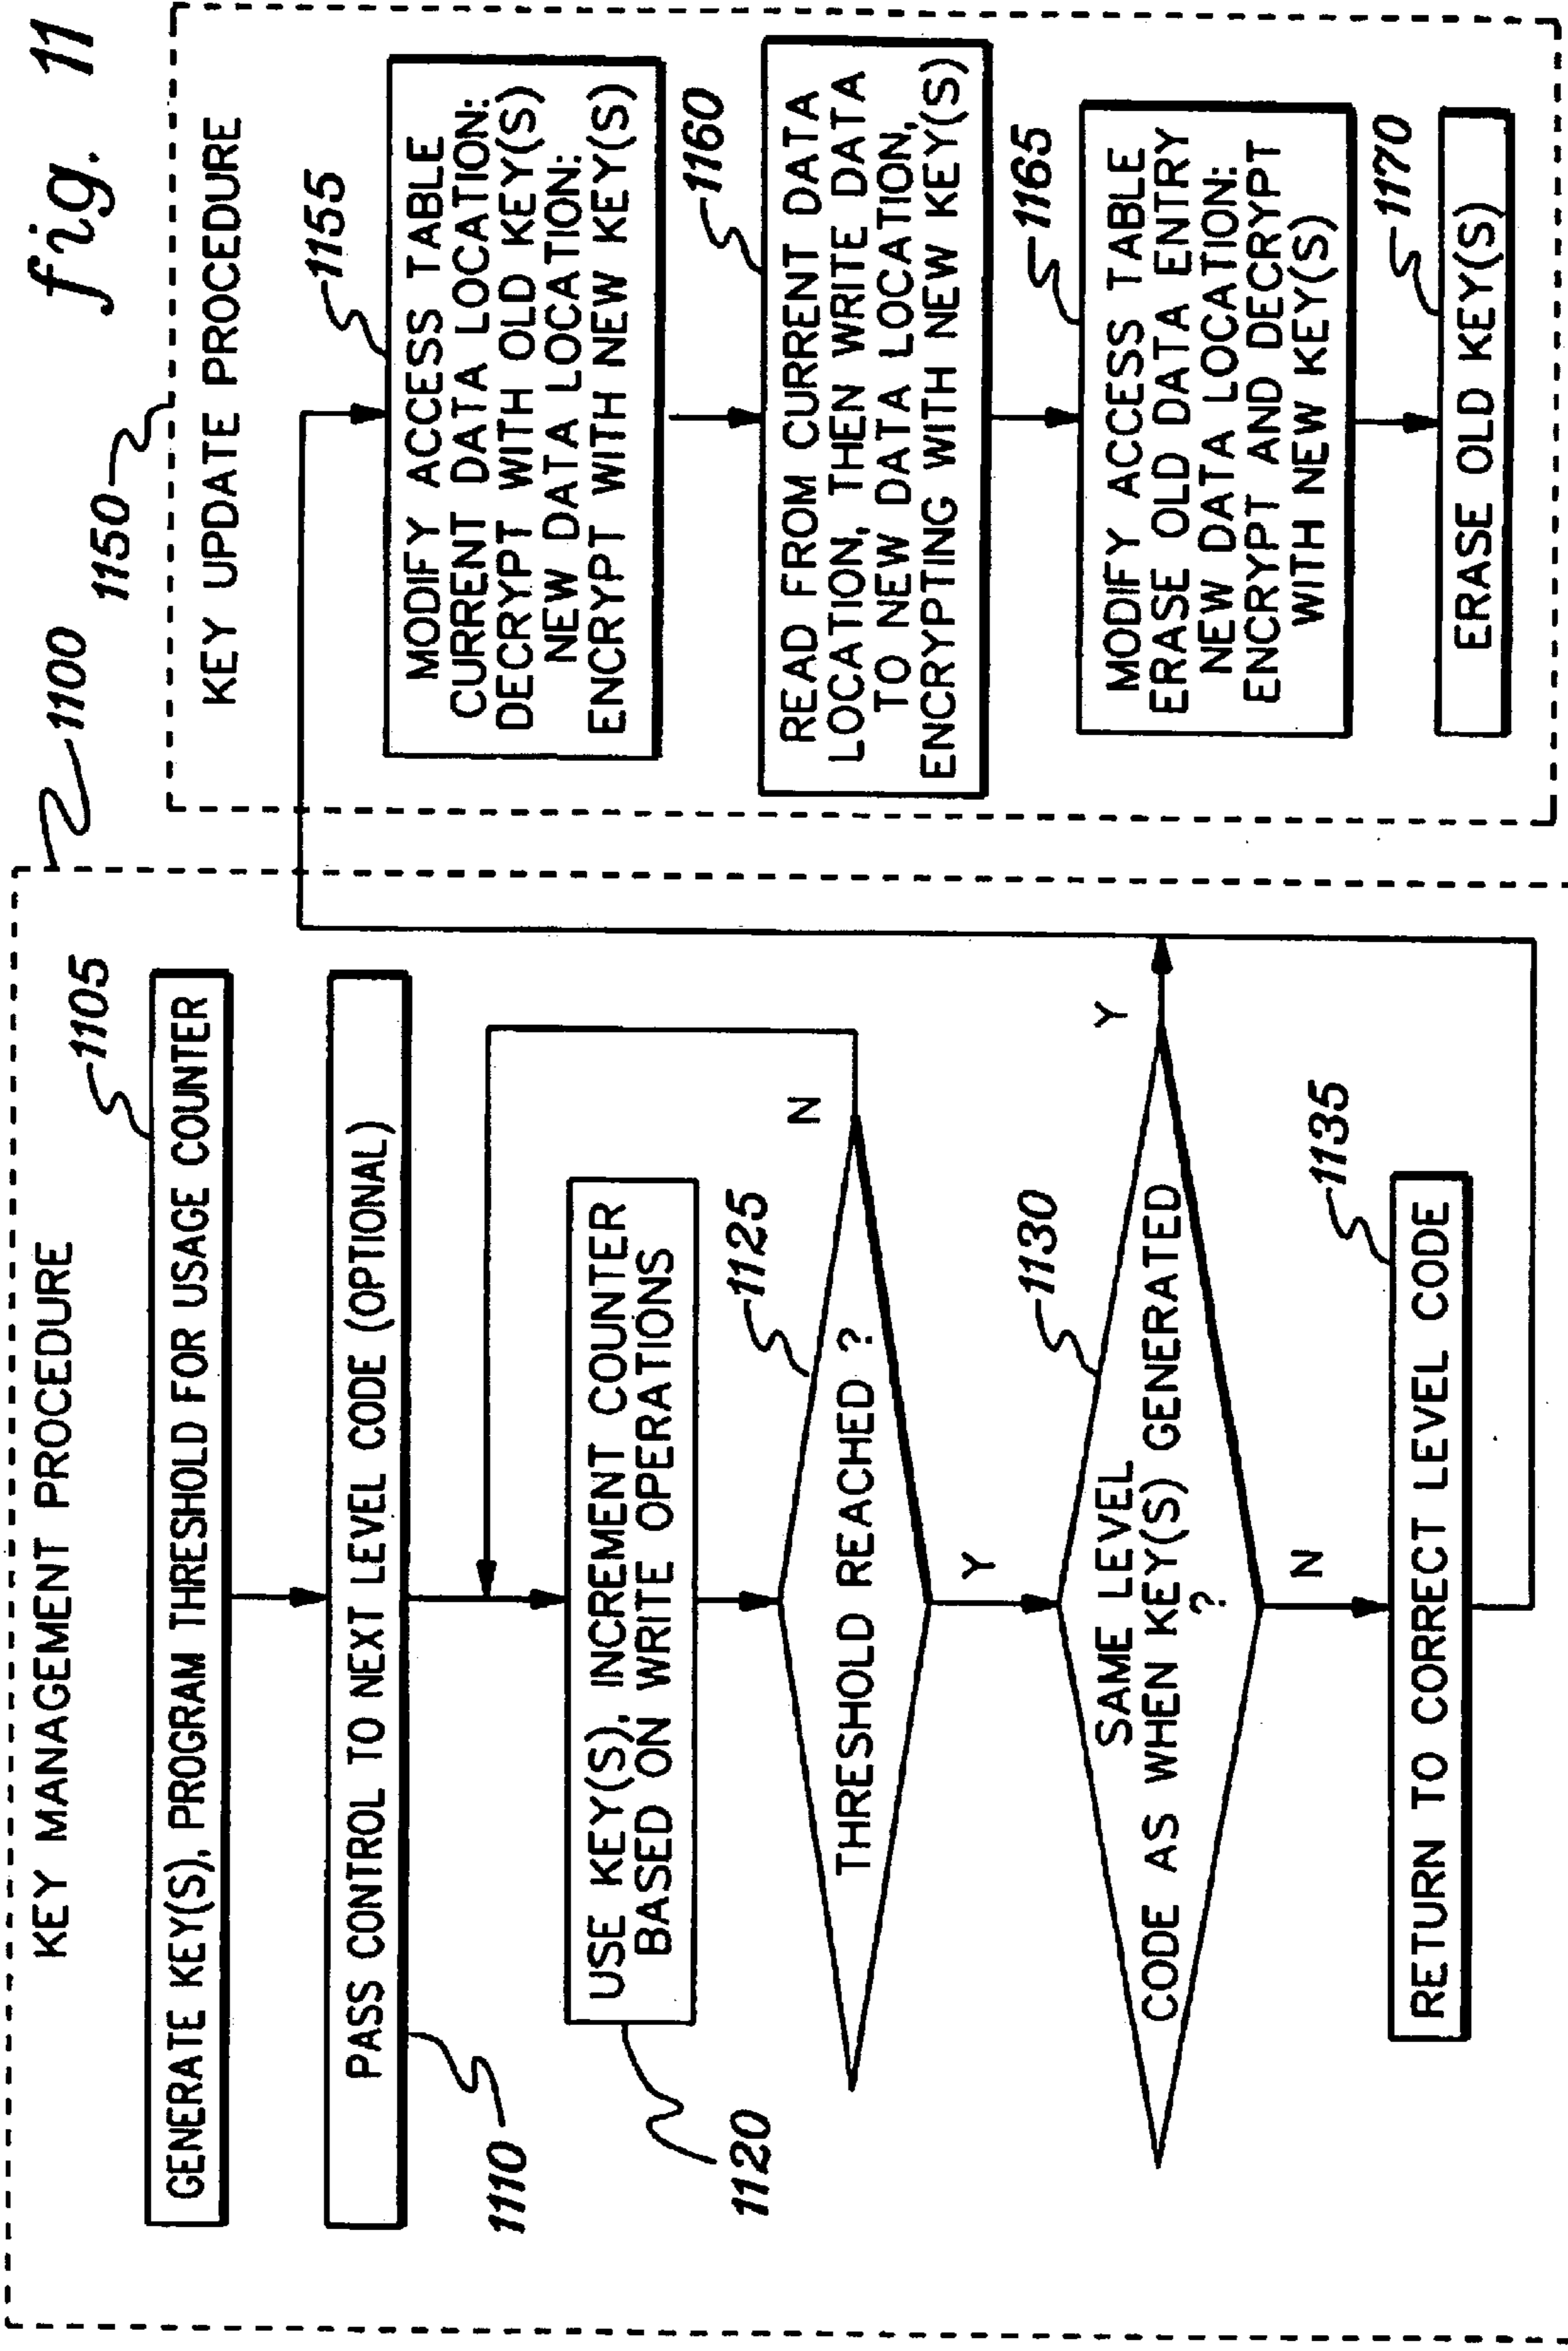 fig. 11
1100
KEY MANAGEMENT PROCEDURE
1105
GENERATE KEY(S), PROGRAM THRESHOLD FOR USAGE COUNTER
PASS CONTROL TO NEXT LEVEL CODE (OPTIONAL)
1110
USE KEY(S), INCREMENT COUNTER
BASED ON WRITE OPERATIONS
1120
1125
THRESHOLD REACHED ?
N
Y
1130
SAME LEVEL
CODE AS WHEN KEY(S) GENERATED
?
Y
N
1135
RETURN TO CORRECT LEVEL CODE
1150
KEY UPDATE PROCEDURE
1155
MODIFY ACCESS TABLE
CURRENT DATA LOCATION:
DECRYPT WITH OLD KEY(S)
NEW DATA LOCATION:
ENCRYPT WITH NEW KEY(S)
1160
READ FROM CURRENT DATA
LOCATION, THEN WRITE DATA
TO NEW DATA LOCATION,
ENCRYPTING WITH NEW KEY(S)
1165
MODIFY ACCESS TABLE
ERASE OLD DATA ENTRY
NEW DATA LOCATION:
ENCRYPT AND DECRYPT
WITH NEW KEY(S)
1170
ERASE OLD KEY(S)